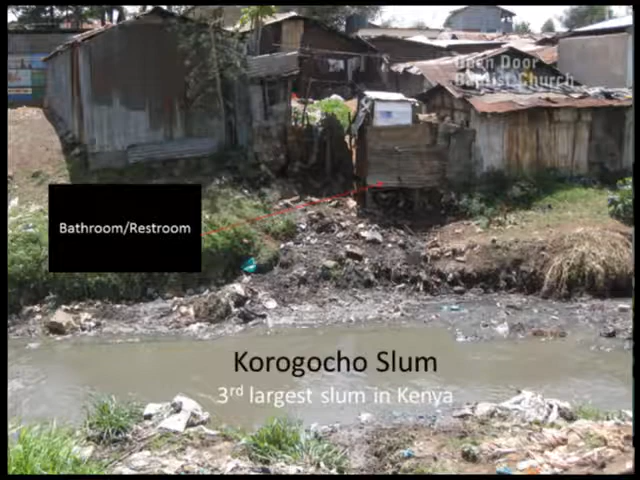 Open Door
Baptist Church
Bathroom/Restroom
Korogocho Slum
3rd largest slum in Kenya